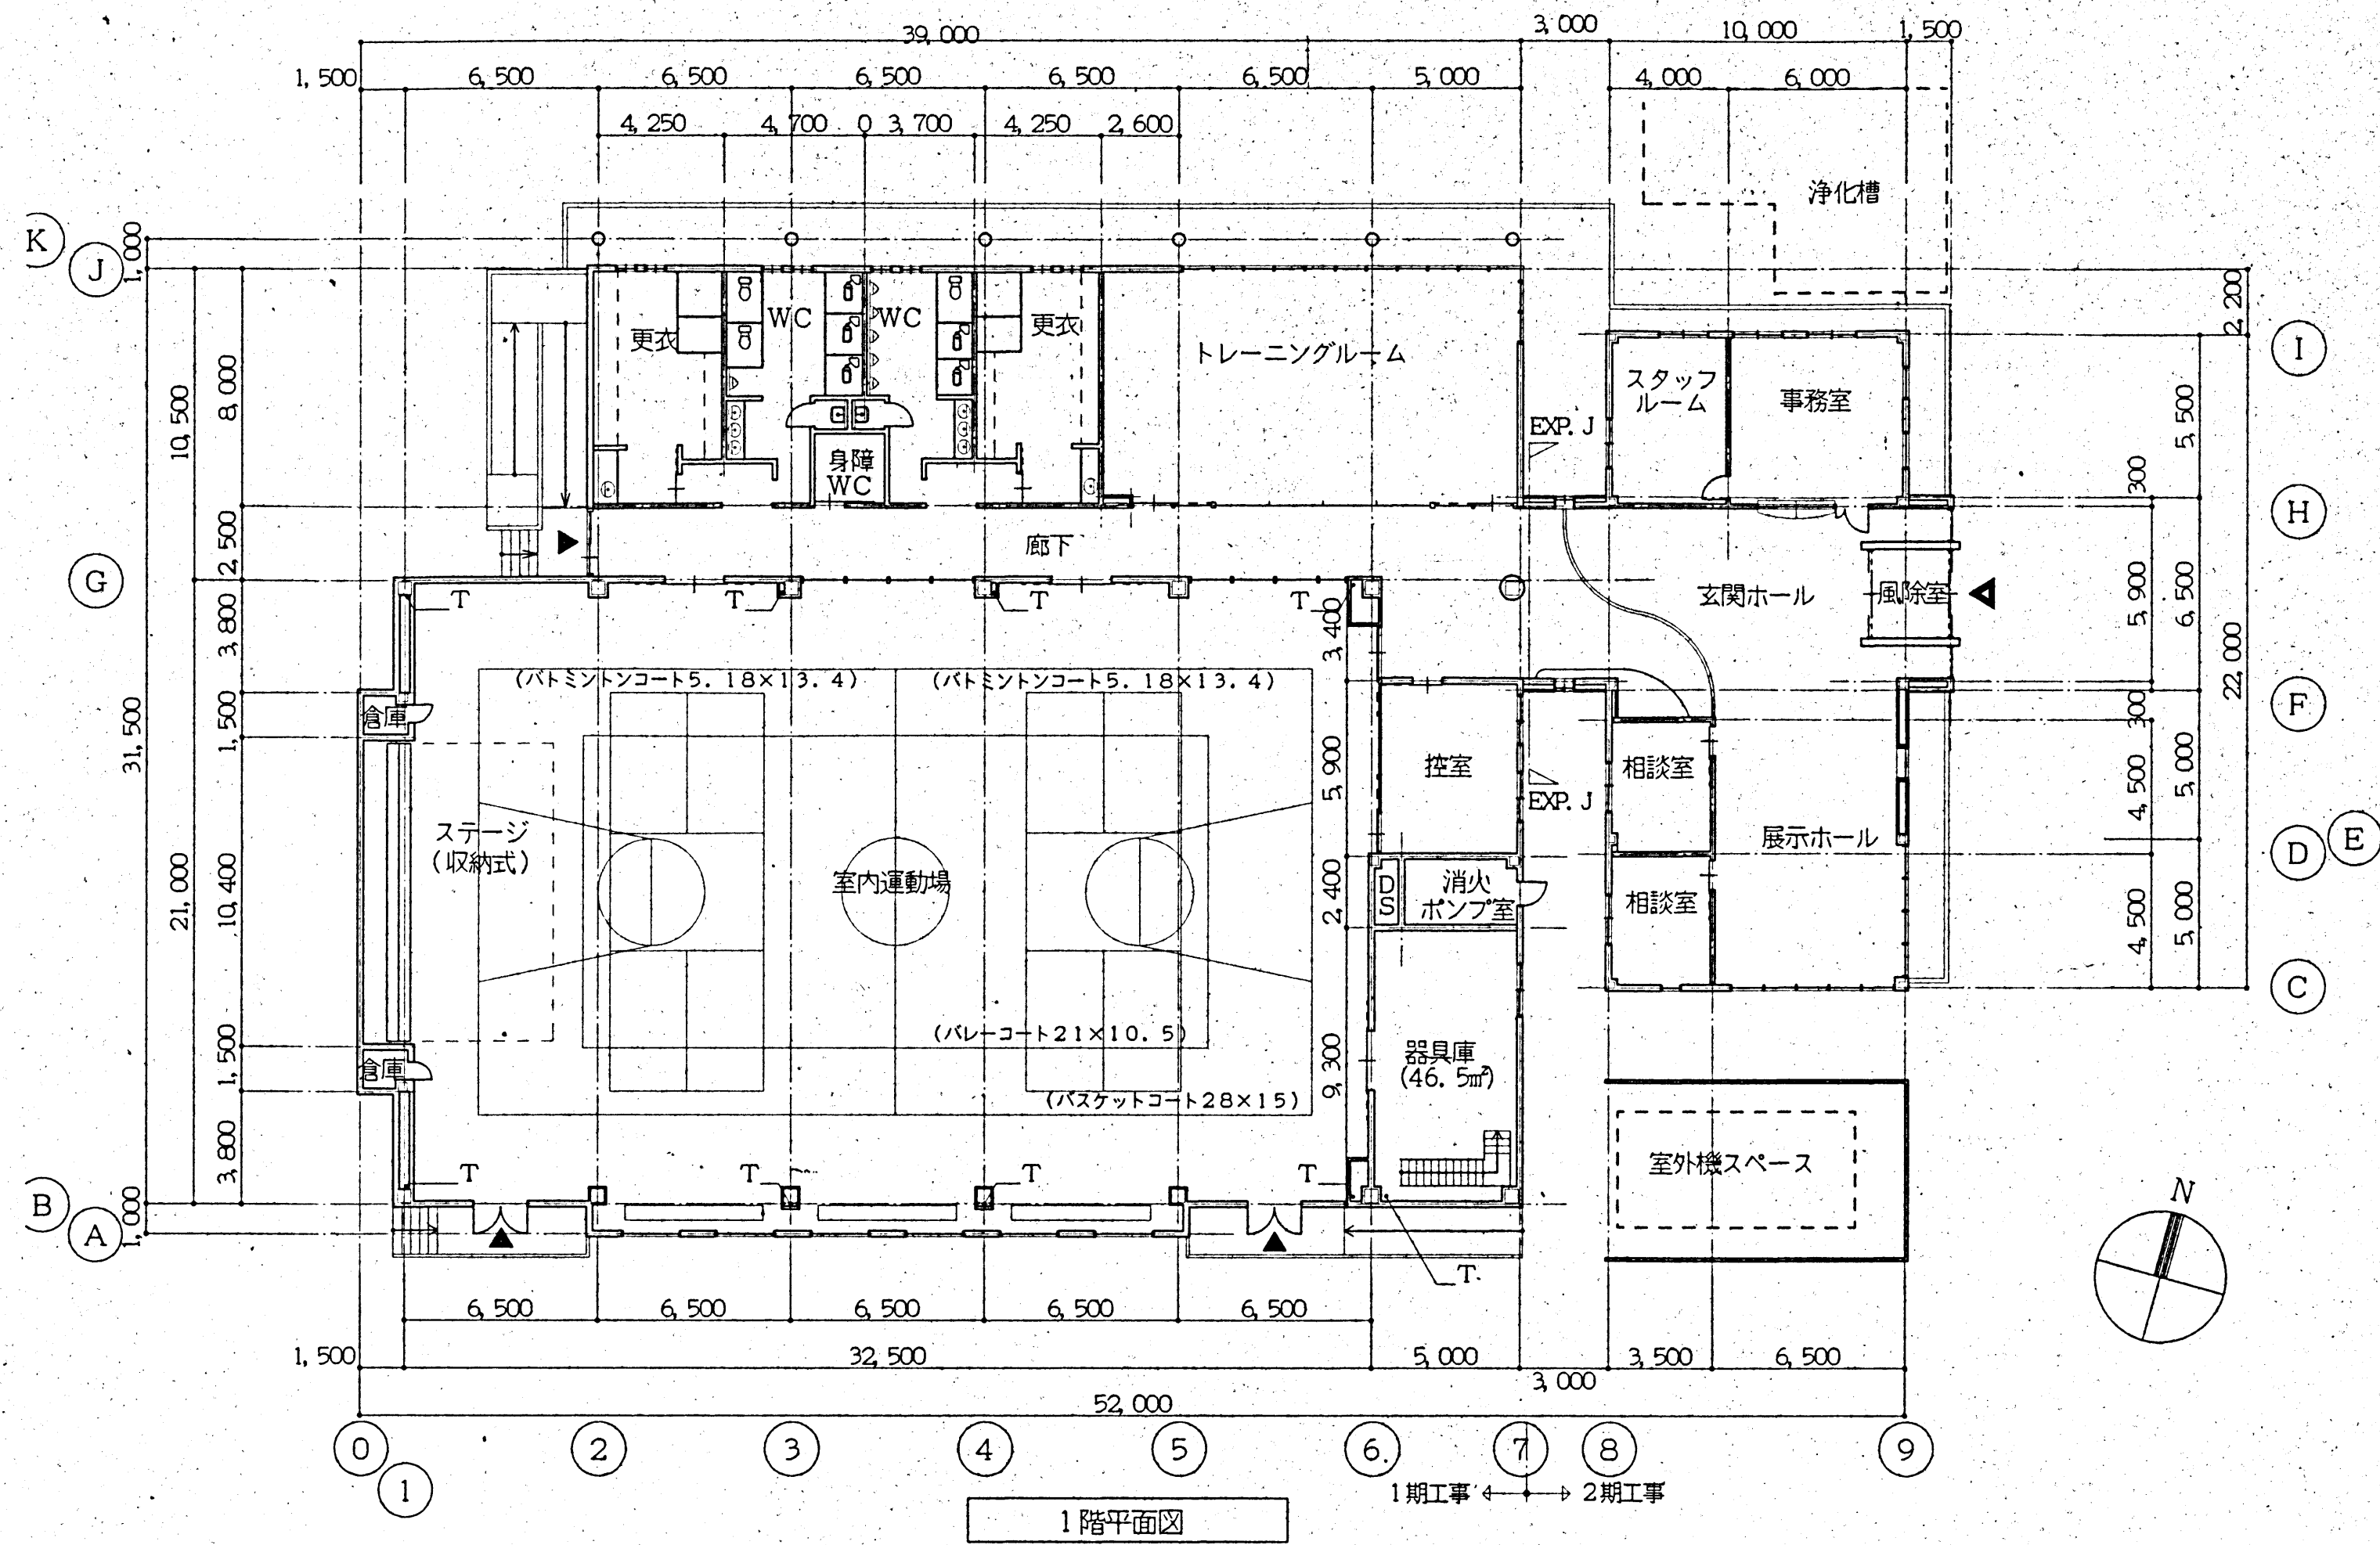 39,000
3,000
10,000
1,500
1,500
6,500
6,500
6,500
6,500
6,500
5,000
4,000
6,000
4,250
4,700
0
3,700
4,250
2,600
浄化槽
K
J
1,000
2,200
更衣
WC
WC
更衣
トレーニングルーム
スタッフ
ルーム
事務室
I
10,500
8,000
EXP. J
5,500
300
身障
WC
H
2,500
廊下
G
T
T
T
T
玄関ホール
風除室
5,900
6,500
22,000
3,800
3,400
(バトミントンコート5. 18×13. 4)
(バトミントンコート5. 18×13. 4)
倉庫
1,500
F
300
31,500
控室
5,900
EXP. J
相談室
4,500
5,000
ステージ
(収納式)
展示ホール
D
E
21,000
10,400
室内運動場
DS
消火
ポンプ室
2,400
相談室
4,500
5,000
C
(バレーコート21×10. 5)
倉庫
1,500
器具庫
(46. 5㎡)
9,300
(バスケットコート28×15)
3,800
T
T
T
T
室外機スペース
N
B
A
1,000
T
6,500
6,500
6,500
6,500
6,500
1,500
32,500
5,000
3,500
6,500
3,000
52,000
0
1
2
3
4
5
6
7
8
9
1期工事
2期工事
1階平面図